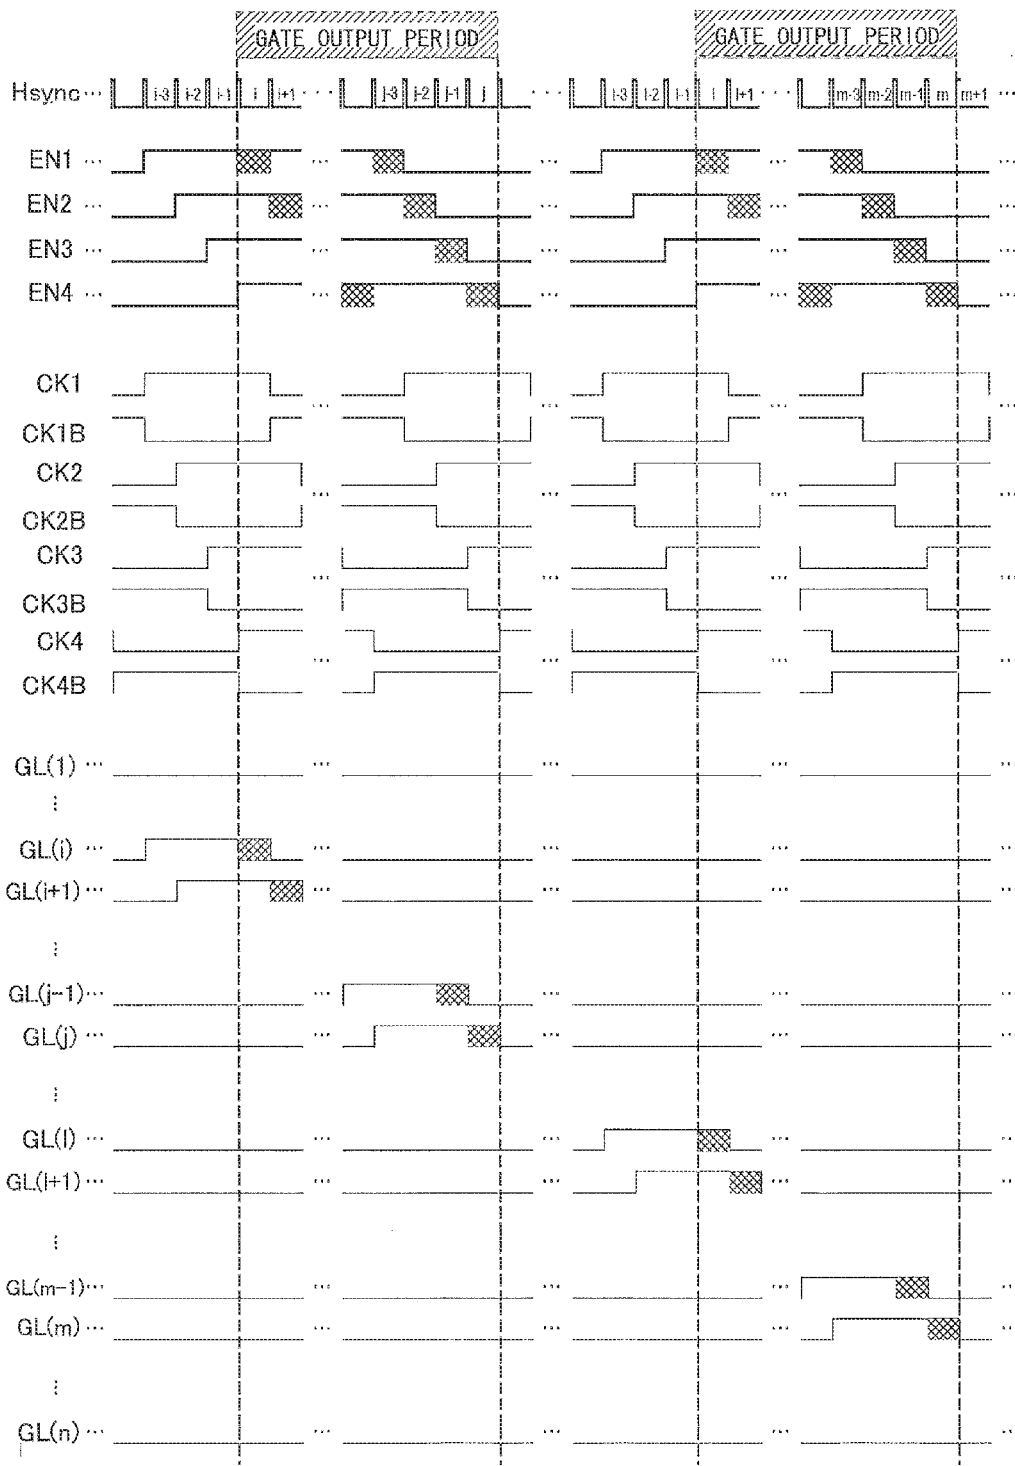 GATE OUTPUT PERIOD GATE OUTPUT PERIOD
Hsync ··· i-3 i-2 i-1 i i+1 ··· j-3 j-2 j-1 j ··· l-3 l-2 l-1 l l+1 ··· m-3 m-2 m-1 m m+1 ···
EN1 ··· ··· ··· ··· ···
EN2 ··· ··· ··· ··· ···
EN3 ··· ··· ··· ··· ···
EN4 ··· ··· ··· ··· ···
CK1
··· ··· ··· ···
CK1B
CK2
··· ··· ··· ···
CK2B
CK3
··· ··· ··· ···
CK3B
CK4
··· ··· ··· ···
CK4B
GL(1) ··· ··· ··· ··· ···
⋮
GL(i) ··· ··· ··· ··· ···
GL(i+1) ··· ··· ··· ··· ···
⋮
GL(j-1) ··· ··· ··· ··· ···
GL(j) ··· ··· ··· ··· ···
⋮
GL(l) ··· ··· ··· ··· ···
GL(l+1) ··· ··· ··· ··· ···
⋮
GL(m-1) ··· ··· ··· ··· ···
GL(m) ··· ··· ··· ··· ···
⋮
GL(n) ··· ··· ··· ··· ···